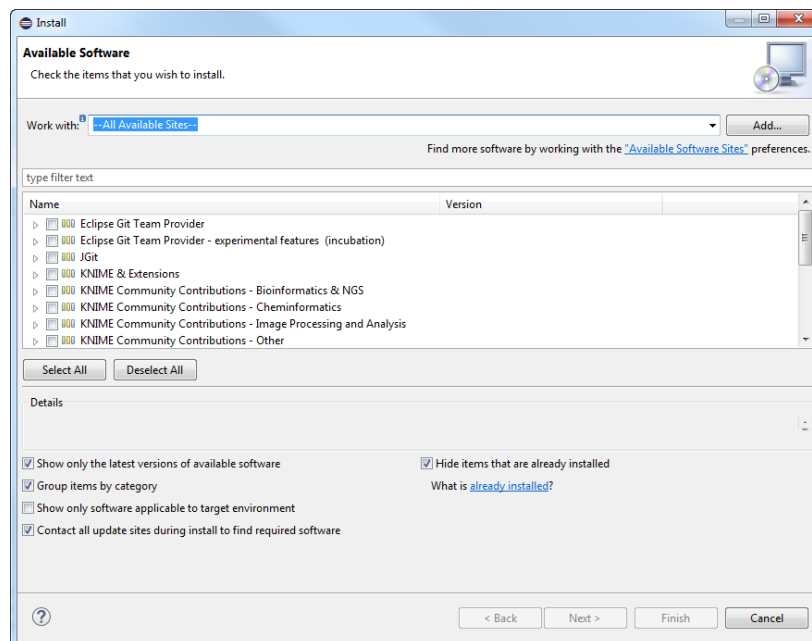 Install
Available Software
Check the items that you wish to install.
Work with: --All Available Sites-- Add...
Find more software by working with the "Available Software Sites" preferences.
type filter text
Name Version
Eclipse Git Team Provider
Eclipse Git Team Provider - experimental features (incubation)
JGit
KNIME & Extensions
KNIME Community Contributions - Bioinformatics & NGS
KNIME Community Contributions - Cheminformatics
KNIME Community Contributions - Image Processing and Analysis
KNIME Community Contributions - Other
Select All Deselect All
Details
Show only the latest versions of available software Hide items that are already installed
Group items by category What is already installed?
Show only software applicable to target environment
Contact all update sites during install to find required software
? < Back Next > Finish Cancel